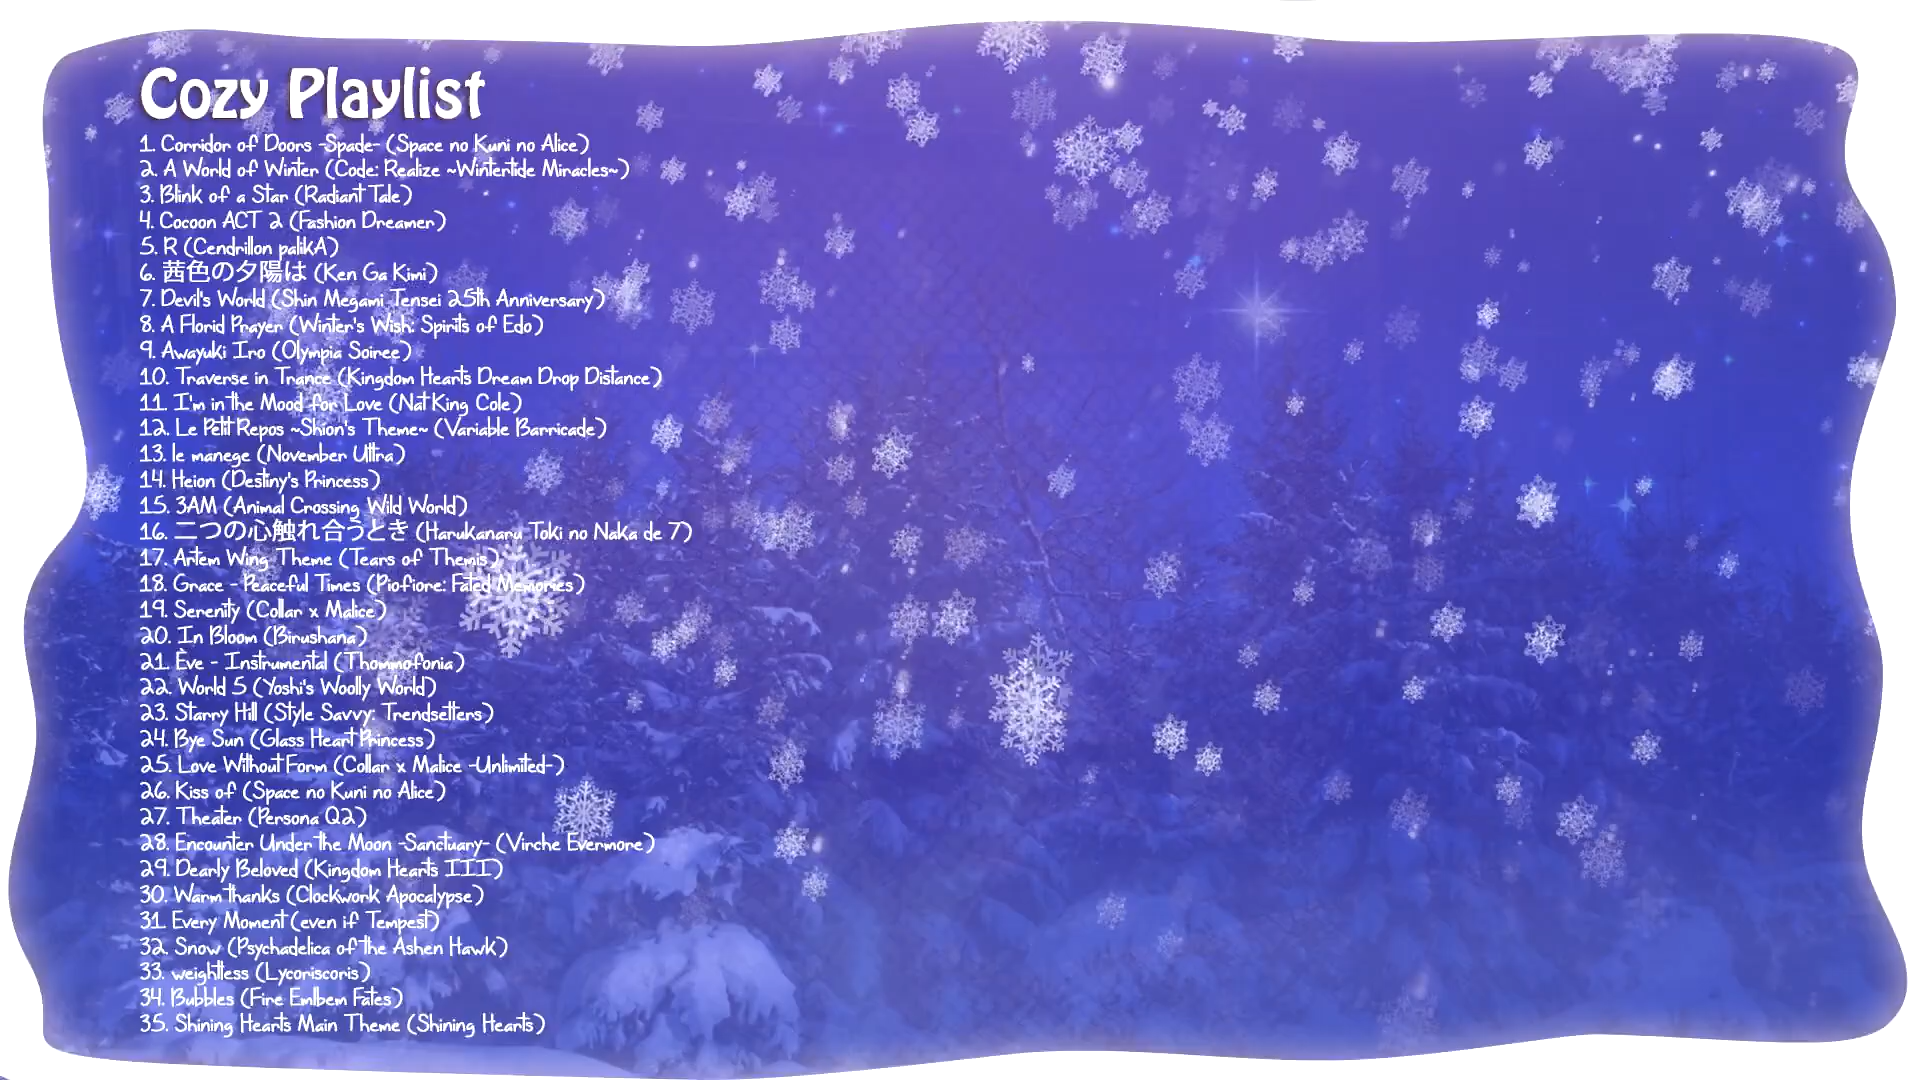 Cozy Playlist
1. Corridor of Doors -Spade- (Space no Kuni no Alice)
2. A World of Winter (Code: Realize ~Wintertide Miracles~)
3. Blink of a Star (Radiant Tale)
4. Cocoon ACT 2 (Fashion Dreamer)
5. R (Cendrillon palikA)
6. 茜色の夕陽は (Ken Ga Kimi)
7. Devil's World (Shin Megami Tensei 25th Anniversary)
8. A Florid Prayer (Winter's Wish: Spirits of Edo)
9. Awayuki Iro (Olympia Soiree)
10. Traverse in Trance (Kingdom Hearts Dream Drop Distance)
11. I'm in the Mood for Love (Nat King Cole)
12. Le Petit Repos ~Shion's Theme~ (Variable Barricade)
13. le manege (November Ultra)
14. Heion (Destiny's Princess)
15. 3AM (Animal Crossing Wild World)
16. 二つの心触れ合うとき (Harukanaru Toki no Naka de 7)
17. Artem Wing Theme (Tears of Themis)
18. Grace - Peaceful Times (Piofiore: Fated Memories)
19. Serenity (Collar x Malice)
20. In Bloom (Birushana)
21. Ève - Instrumental (Thommofonia)
22. World 5 (Yoshi's Woolly World)
23. Starry Hill (Style Savvy: Trendsetters)
24. Bye Sun (Glass Heart Princess)
25. Love Without Form (Collar x Malice -Unlimited-)
26. Kiss of (Space no Kuni no Alice)
27. Theater (Persona Q2)
28. Encounter Under the Moon -Sanctuary- (Virche Evermore)
29. Dearly Beloved (Kingdom Hearts III)
30. Warm thanks (Clockwork Apocalypse)
31. Every Moment (even if Tempest)
32. Snow (Psychadelica of the Ashen Hawk)
33. weightless (Lycoriscoris)
34. Bubbles (Fire Emlbem Fates)
35. Shining Hearts Main Theme (Shining Hearts)